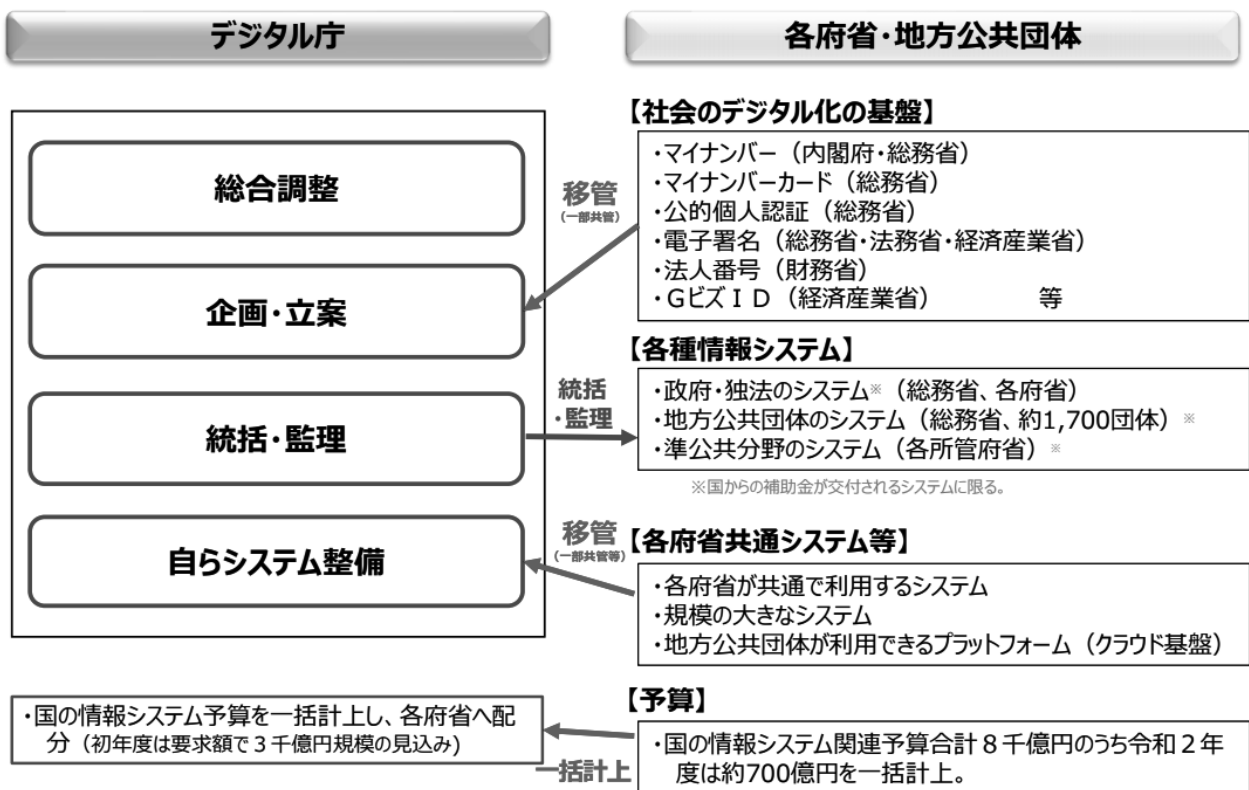 デジタル庁
各府省・地方公共団体
総合調整
企画・立案
統括・監理
自らシステム整備
移管
(一部共管)
【社会のデジタル化の基盤】
・マイナンバー（内閣府・総務省）
・マイナンバーカード（総務省）
・公的個人認証（総務省）
・電子署名（総務省・法務省・経済産業省）
・法人番号（財務省）
・ＧビズＩＤ（経済産業省）　　　　等
統括
・監理
【各種情報システム】
・政府・独法のシステム※（総務省、各府省）
・地方公共団体のシステム（総務省、約1,700団体）※
・準公共分野のシステム（各所管府省）※
※国からの補助金が交付されるシステムに限る。
移管
(一部共管等)
【各府省共通システム等】
・各府省が共通で利用するシステム
・規模の大きなシステム
・地方公共団体が利用できるプラットフォーム（クラウド基盤）
・国の情報システム予算を一括計上し、各府省へ配
分（初年度は要求額で３千億円規模の見込み)
一括計上
【予算】
・国の情報システム関連予算合計８千億円のうち令和２年
度は約700億円を一括計上。